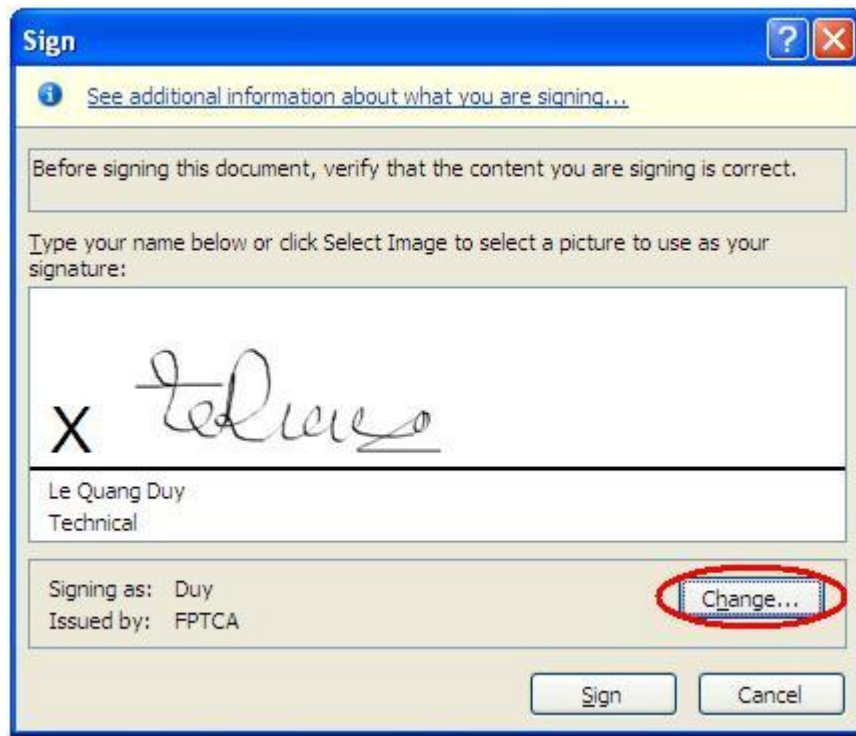 Sign
See additional information about what you are signing...
Before signing this document, verify that the content you are signing is correct.
Type your name below or click Select Image to select a picture to use as your
signature:
X
Le Quang Duy
Technical
Signing as: Duy
Issued by: FPTCA
Change...
Sign
Cancel